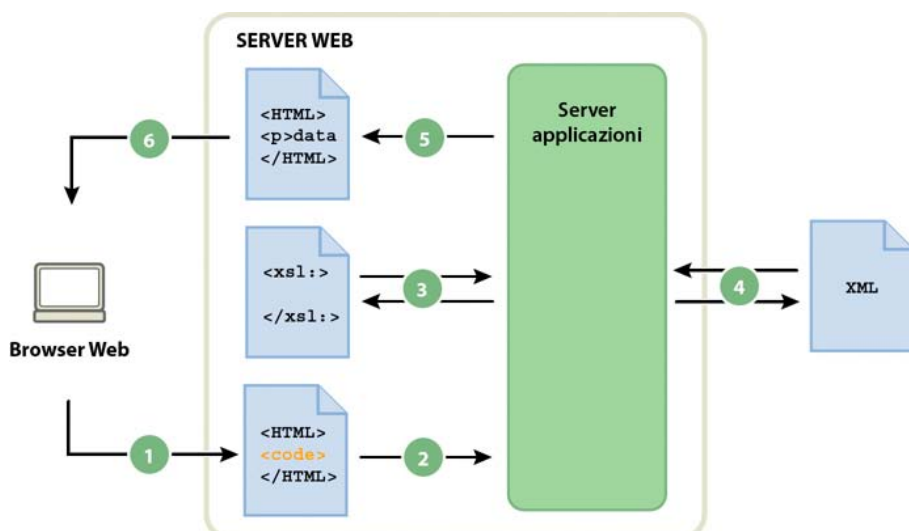 SERVER WEB
<HTML>
<p>data
</HTML>
6
5
Server
applicazioni
<xsl:>
</xsl:>
3
4
XML
Browser Web
1
<HTML>
<code>
</HTML>
2